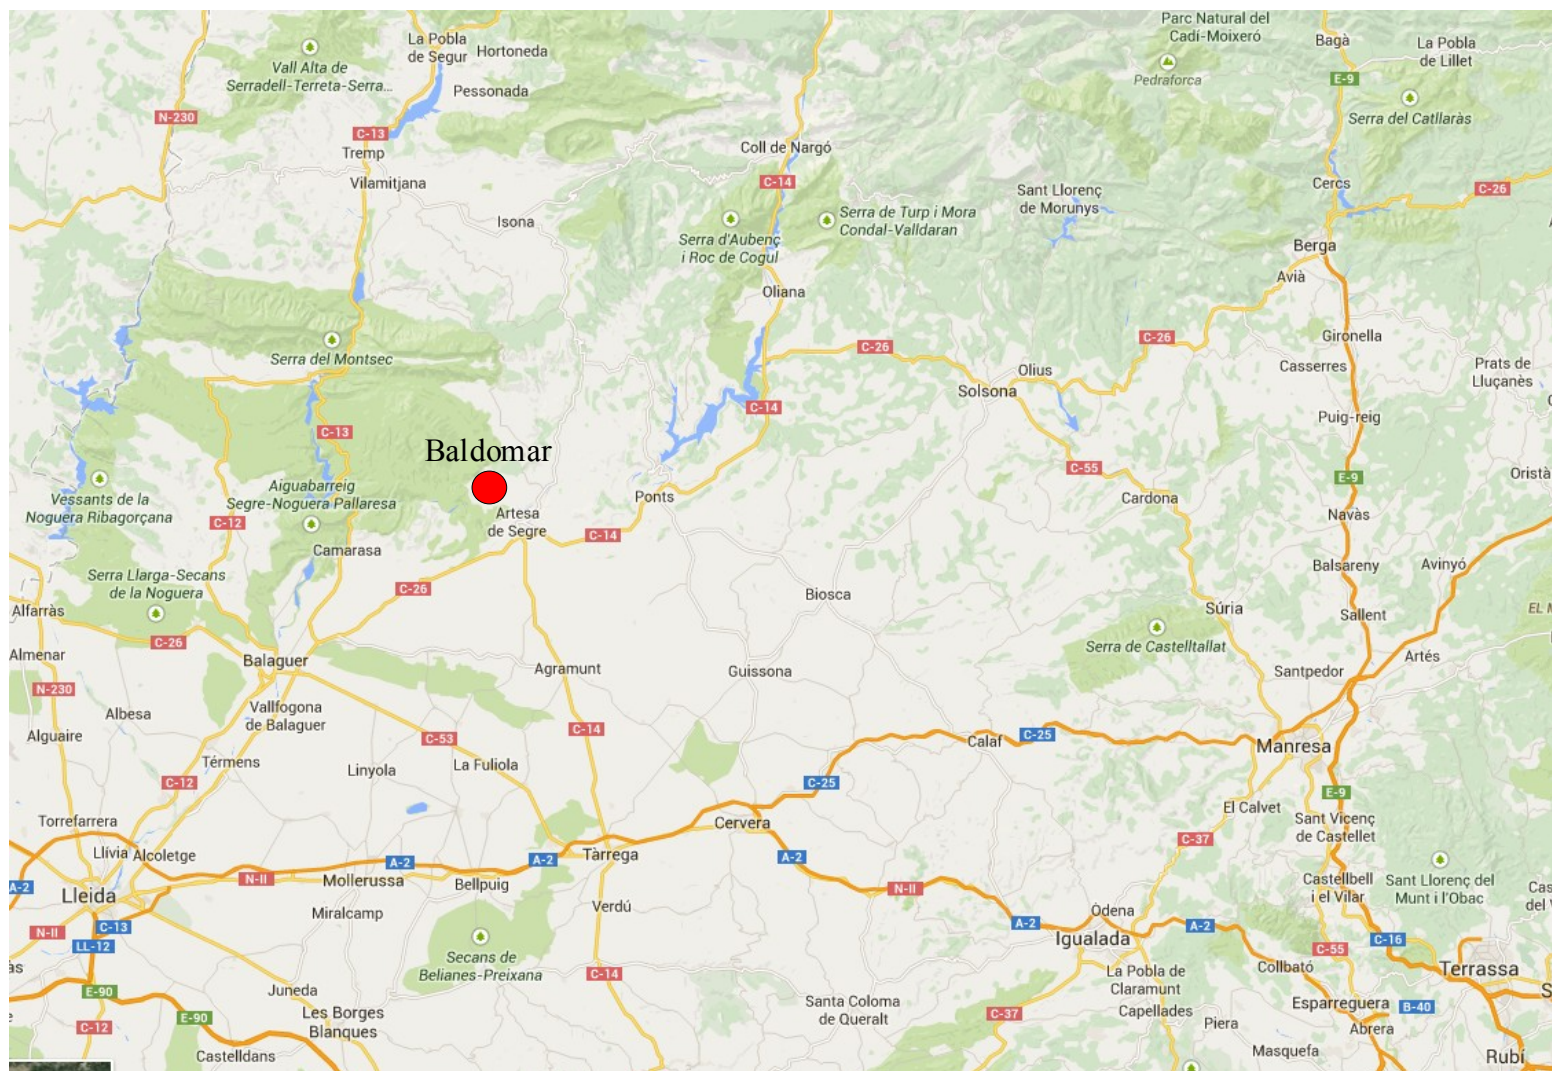 Parc Natural del
Cadí-Moixeró
La Pobla
de Segur
Hortoneda
Bagà
La Pobla
de Lillet
Vall Alta de
Serradell-Terreta-Serra...
Pedraforca
E-9
Pessonada
N-230
Serra del Catllaràs
C-13
Tremp
Coll de Nargó
Vilamitjana
C-14
Sant Llorenç
de Morunys
Cercs
C-26
Isona
Serra d'Aubenç
i Roc de Cogul
Serra de Turp i Mora
Condal-Valldaran
Berga
Avià
Oliana
Serra del Montsec
C-26
C-26
Gironella
Casserres
Prats de
Lluçanès
Olius
Solsona
C-14
Puig-reig
C-13
Baldomar
C-55
Vessants de la
Noguera Ribagorçana
Aiguabarreig
Segre-Noguera Pallaresa
Ponts
Cardona
E-9
Oristà
C-12
Artesa
de Segre
C-14
Navàs
Camarasa
Serra Llarga-Secans
de la Noguera
C-26
Biosca
Balsareny
Avinyó
Alfarràs
Súria
Sallent
C-26
Serra de Castelltallat
Almenar
Balaguer
Agramunt
Guissona
Santpedor
Artés
N-230
Albesa
Vallfogona
de Balaguer
Alguaire
C-53
C-14
Calaf
C-25
Manresa
Térmens
Linyola
La Fuliola
C-12
C-25
E-9
El Calvet
Torrefarrera
Cervera
Sant Vicenç
de Castellet
C-37
Llívia
Alcoletge
A-2
A-2
Tàrrega
A-2
A-2
Lleida
N-II
Mollerussa
Bellpuig
N-II
Castellbell
i el Vilar
Sant Llorenç del
Munt i l'Obac
Miralcamp
Verdú
Òdena
N-II
C-13
LL-12
A-2
A-2
Igualada
C-55
C-16
Secans de
Belianes-Preixana
C-14
La Pobla de
Claramunt
Collbató
Terrassa
E-90
Juneda
E-90
Les Borges
Blanques
C-12
Santa Coloma
de Queralt
C-37
Capellades
Esparreguera
B-40
Piera
Abrera
Castelldans
Masquefa
Rubí